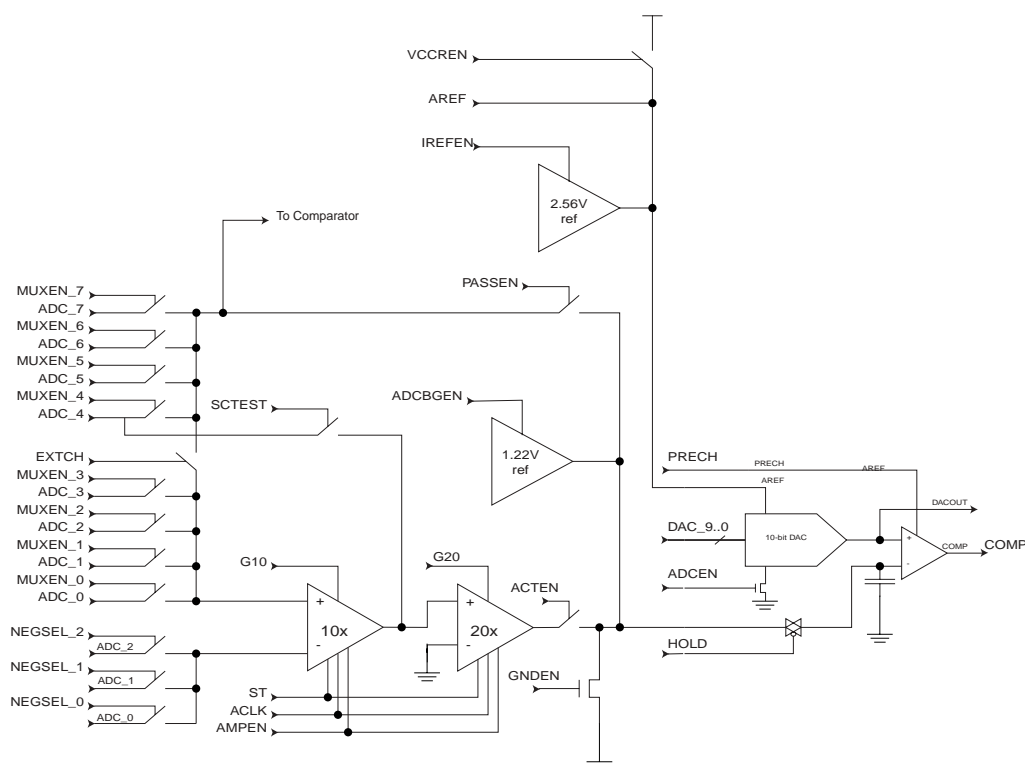 VCCREN
AREF
IREFEN
2.56V
ref
To Comparator
PASSEN
MUXEN_7
ADC_7
MUXEN_6
ADC_6
MUXEN_5
ADC_5
MUXEN_4
ADC_4
SCTEST
ADCBGEN
1.22V
ref
EXTCH
MUXEN_3
ADC_3
MUXEN_2
ADC_2
MUXEN_1
ADC_1
MUXEN_0
ADC_0
PRECH
PRECH
AREF
AREF
DACOUT
DAC_9..0
10-bit DAC
+
-
COMP
COMP
ADCEN
G10
G20
ACTEN
+
10x
-
+
20x
-
HOLD
NEGSEL_2
ADC_2
NEGSEL_1
ADC_1
NEGSEL_0
ADC_0
ST
ACLK
AMPEN
GNDEN